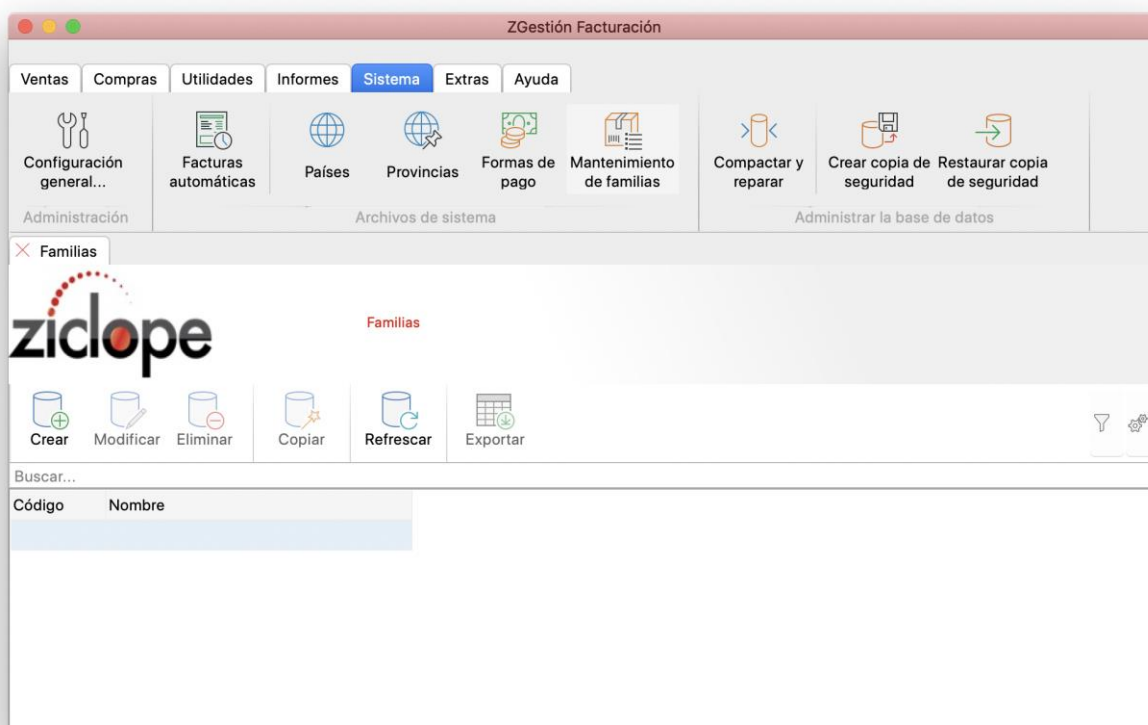 ZGestión Facturación
Ventas Compras Utilidades Informes Sistema Extras Ayuda
Configuración general...
Facturas automáticas
Países
Provincias
Formas de pago
Mantenimiento de familias
Compactar y reparar
Crear copia de seguridad
Restaurar copia de seguridad
Administración
Archivos de sistema
Administrar la base de datos
Familias
ziclope
Familias
Crear Modificar Eliminar Copiar Refrescar Exportar
Buscar...
Código Nombre